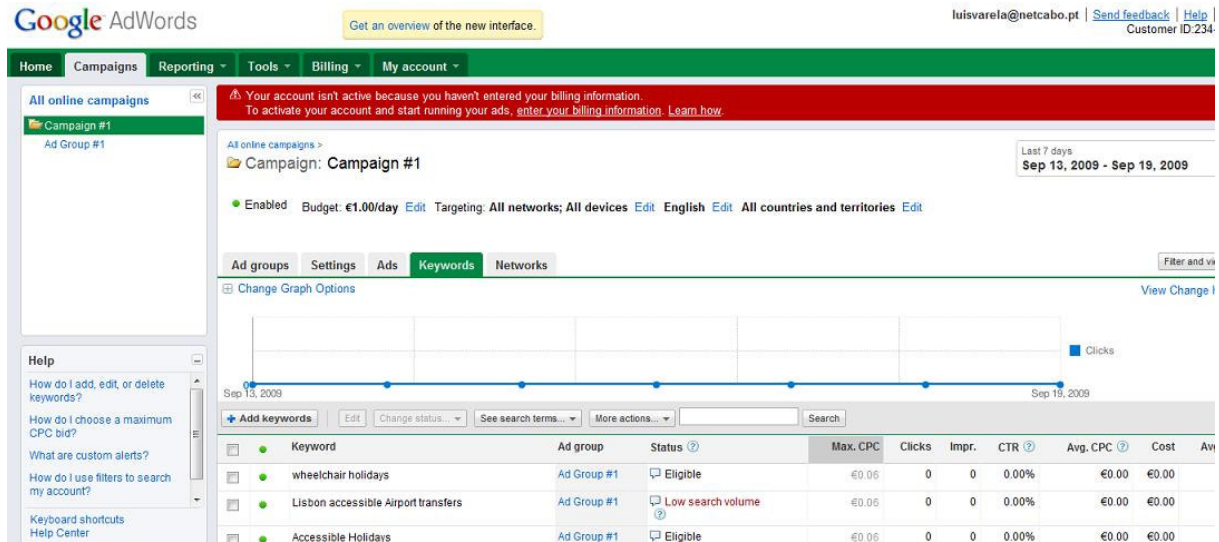 Google AdWords
Get an overview of the new interface.
luisvarela@netcabo.pt | Send feedback | Help |
Customer ID:234-
Home Campaigns Reporting Tools Billing My account
All online campaigns
Campaign #1
Ad Group #1
Your account isn't active because you haven't entered your billing information.
To activate your account and start running your ads, enter your billing information. Learn how.
All online campaigns >
Campaign: Campaign #1
Last 7 days
Sep 13, 2009 - Sep 19, 2009
Enabled Budget: €1.00/day Edit Targeting: All networks; All devices Edit English Edit All countries and territories Edit
Ad groups Settings Ads Keywords Networks
Filter and
Change Graph Options
View Change
Clicks
0
Sep 13, 2009 Sep 19, 2009
Help
How do I add, edit, or delete
keywords?
How do I choose a maximum
CPC bid?
What are custom alerts?
How do I use filters to search
my account?
Keyboard shortcuts
Help Center
+ Add keywords Edit Change status... See search terms... More actions... Search
Keyword Ad group Status Max. CPC Clicks Impr. CTR Avg. CPC Cost
wheelchair holidays Ad Group #1 Eligible €0.06 0 0 0.00% €0.00 €0.00
Lisbon accessible Airport transfers Ad Group #1 Low search volume €0.06 0 0 0.00% €0.00 €0.00
Accessible Holidays Ad Group #1 Eligible €0.06 0 0 0.00% €0.00 €0.00